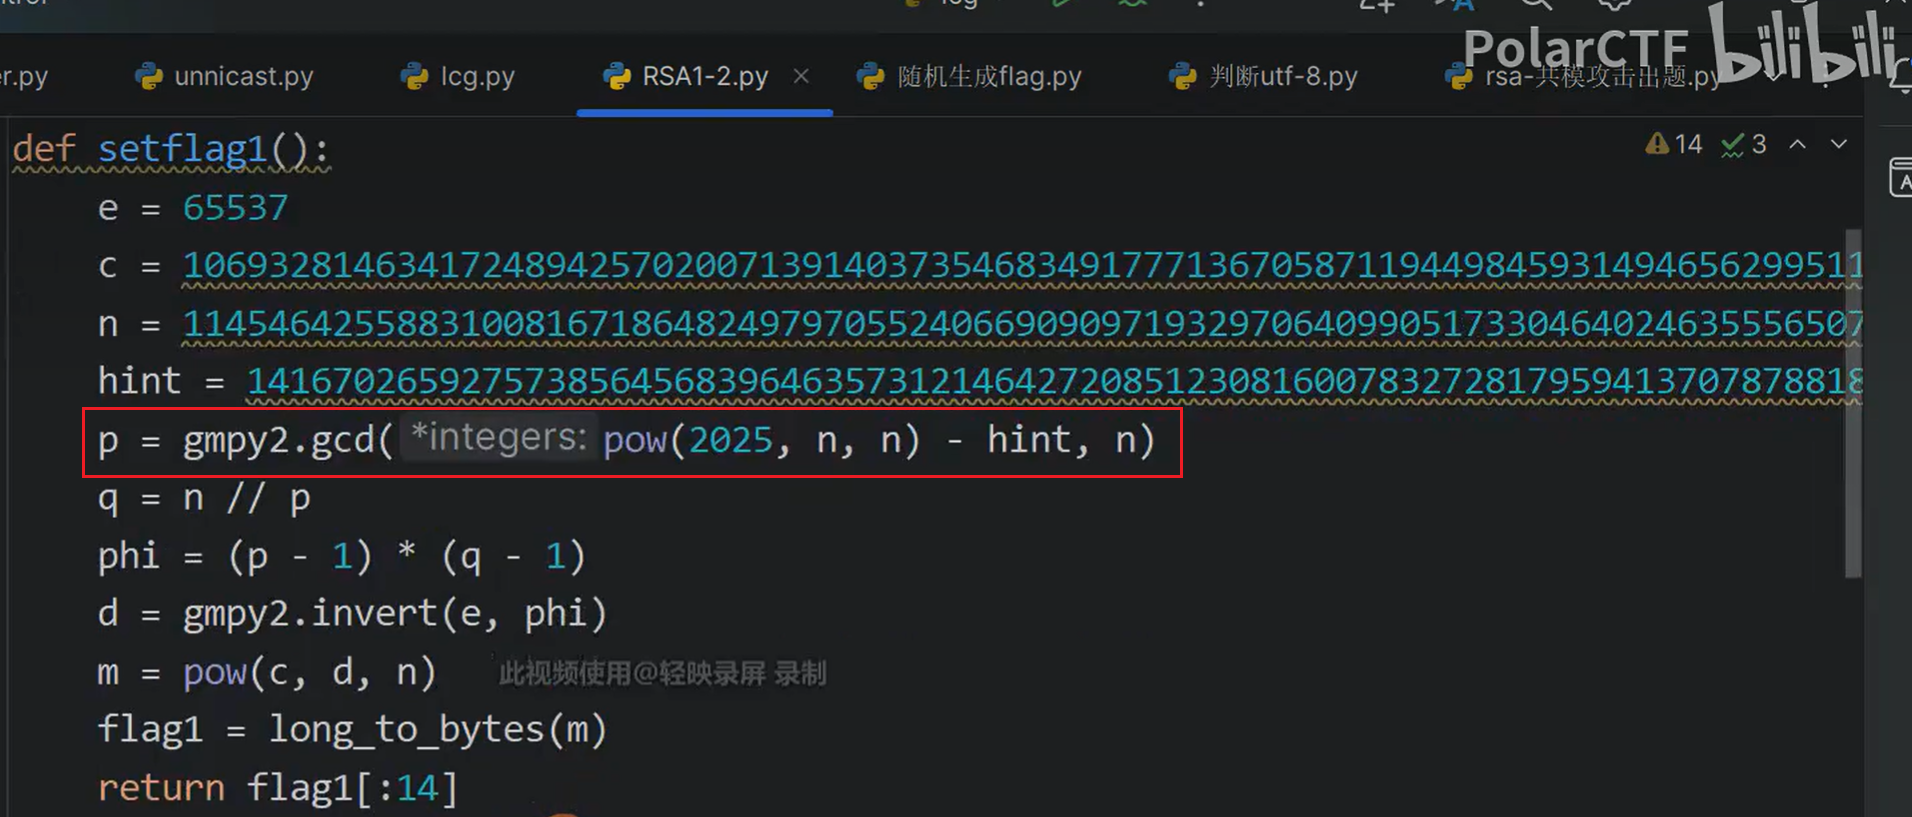 log
PolarCTF bilibili
er.py unnicast.py lcg.py RSA1-2.py × 随机生成flag.py 判断utf-8.py rsa-共模攻击出题.py
def setflag1(): 14 3
e = 65537
c = 1069328146341724894257020071391403735468349177713670587119449845931494656299511
n = 1145464255883100816718648249797055240669090971932970640990517330464024635556507
hint = 1416702659275738564568396463573121464272085123081600783272817959413707878818
p = gmpy2.gcd( *integers: pow(2025, n, n) - hint, n)
q = n // p
phi = (p - 1) * (q - 1)
d = gmpy2.invert(e, phi)
m = pow(c, d, n) 此视频使用@轻映录屏 录制
flag1 = long_to_bytes(m)
return flag1[:14]